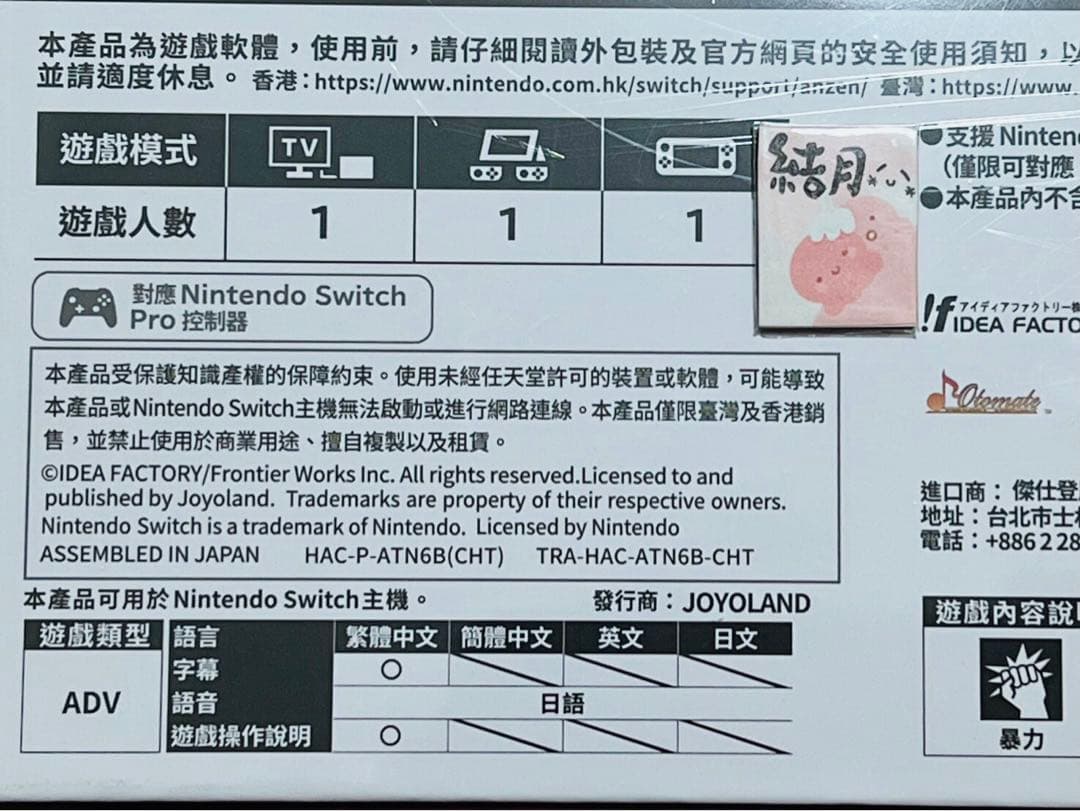 本產品為遊戲軟體，使用前，請仔細閱讀外包裝及官方網頁的安全使用須知，以
並請適度休息。 香港：https://www.nintendo.com.hk/switch/support/anzen/ 臺灣：https://www.
遊戲模式 TV
遊戲人數 1 1 1
結月
●支援 Ninten
（僅限可對應
●本產品內不含
對應 Nintendo Switch
Pro 控制器
!f アイディアファクトリー株
IDEA FACTO
本產品受保護知識產權的保障約束。使用未經任天堂許可的裝置或軟體，可能導致
本產品或Nintendo Switch主機無法啟動或進行網路連線。本產品僅限臺灣及香港銷
售，並禁止使用於商業用途、擅自複製以及租賃。
©IDEA FACTORY/Frontier Works Inc. All rights reserved.Licensed to and
published by Joyoland. Trademarks are property of their respective owners.
Nintendo Switch is a trademark of Nintendo. Licensed by Nintendo
ASSEMBLED IN JAPAN HAC-P-ATN6B(CHT) TRA-HAC-ATN6B-CHT
Otomate TM
進口商：傑仕登
地址：台北市士林
電話：+886 2 28
本產品可用於Nintendo Switch主機。 發行商：JOYOLAND
遊戲類型 語言 繁體中文 簡體中文 英文 日文
ADV
字幕 ○
語音 日語
遊戲操作說明 ○
遊戲內容說
暴力